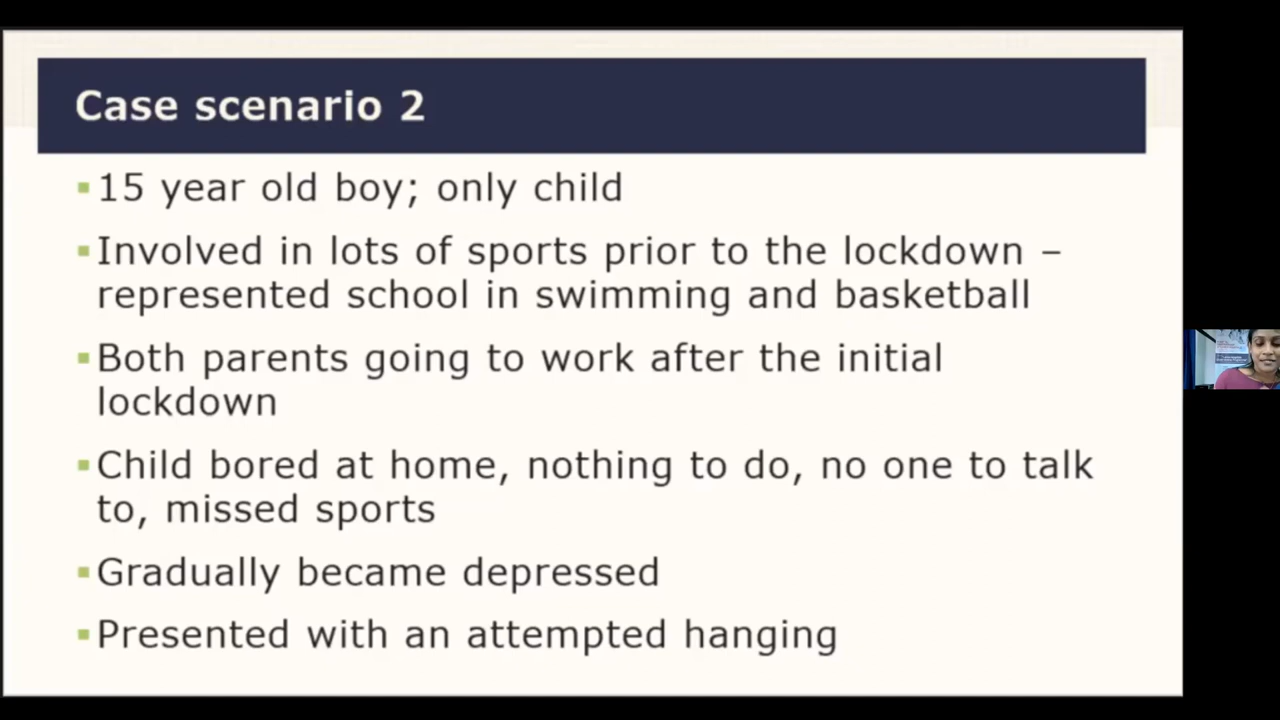 Case scenario 2
▪15 year old boy; only child
▪Involved in lots of sports prior to the lockdown –
represented school in swimming and basketball
▪Both parents going to work after the initial
lockdown
▪Child bored at home, nothing to do, no one to talk
to, missed sports
▪Gradually became depressed
▪Presented with an attempted hanging